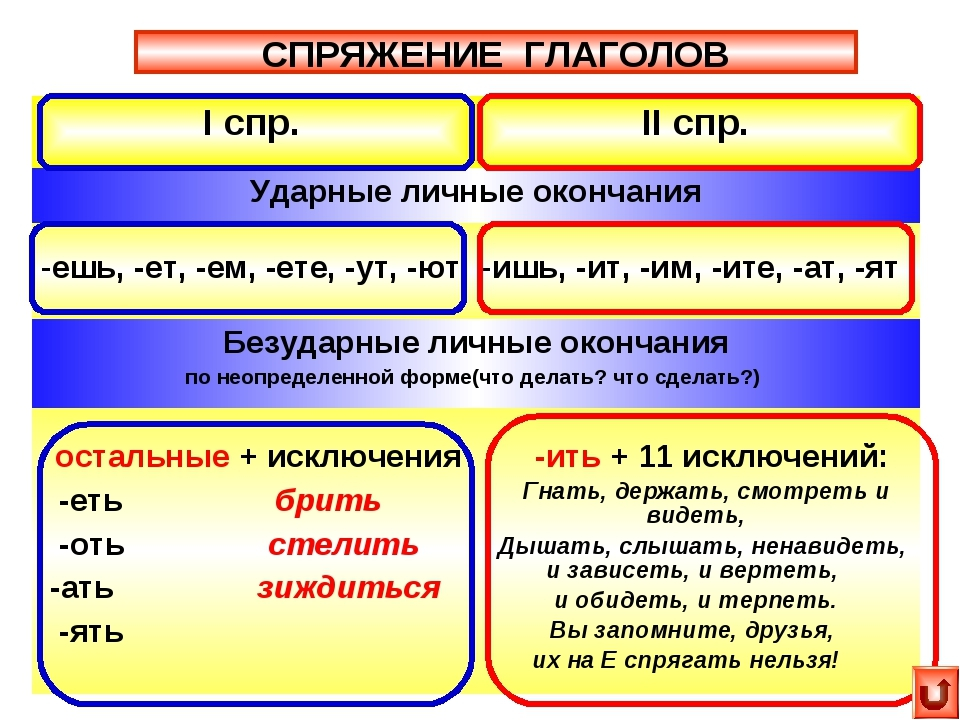 СПРЯЖЕНИЕ ГЛАГОЛОВ
I спр.
II спр.
Ударные личные окончания
-ешь, -ет, -ем, -ете, -ут, -ют
-ишь, -ит, -им, -ите, -ат, -ят
Безударные личные окончания
по неопределенной форме(что делать? что сделать?)
остальные + исключения
-еть брить
-оть стелить
-ать зиждиться
-ять
-ить + 11 исключений:
Гнать, держать, смотреть и
видеть,
Дышать, слышать, ненавидеть,
и зависеть, и вертеть,
и обидеть, и терпеть.
Вы запомните, друзья,
их на Е спрягать нельзя!